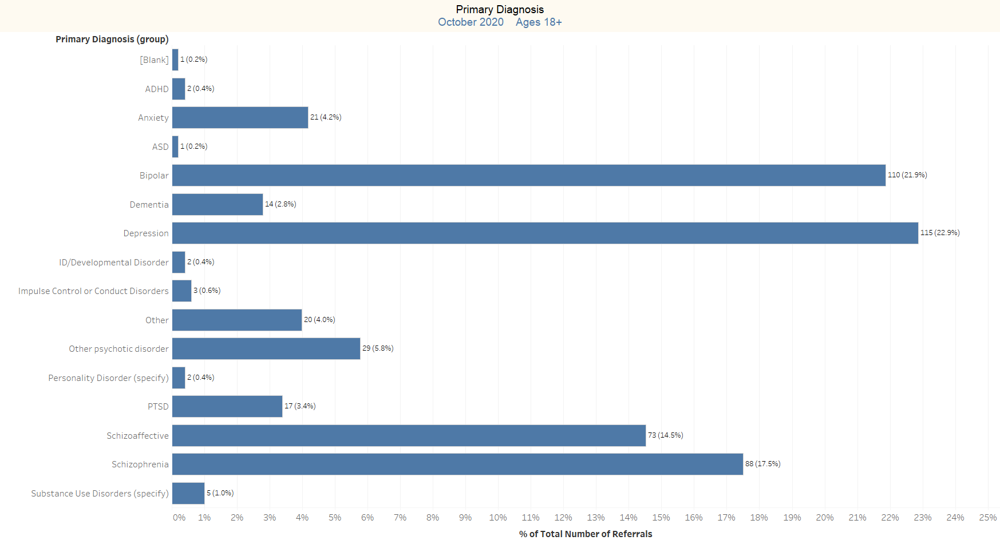 Primary Diagnosis
October 2020 Ages 18+
Primary Diagnosis (group)
[Blank] 1 (0.2%)
ADHD 2 (0.4%)
Anxiety 21 (4.2%)
ASD 1 (0.2%)
Bipolar 110 (21.9%)
Dementia 14 (2.8%)
Depression 115 (22.9%)
ID/Developmental Disorder 2 (0.4%)
Impulse Control or Conduct Disorders 3 (0.6%)
Other 20 (4.0%)
Other psychotic disorder 29 (5.8%)
Personality Disorder (specify) 2 (0.4%)
PTSD 17 (3.4%)
Schizoaffective 73 (14.5%)
Schizophrenia 88 (17.5%)
Substance Use Disorders (specify) 5 (1.0%)
0% 1% 2% 3% 4% 5% 6% 7% 8% 9% 10% 11% 12% 13% 14% 15% 16% 17% 18% 19% 20% 21% 22% 23% 24% 25%
% of Total Number of Referrals